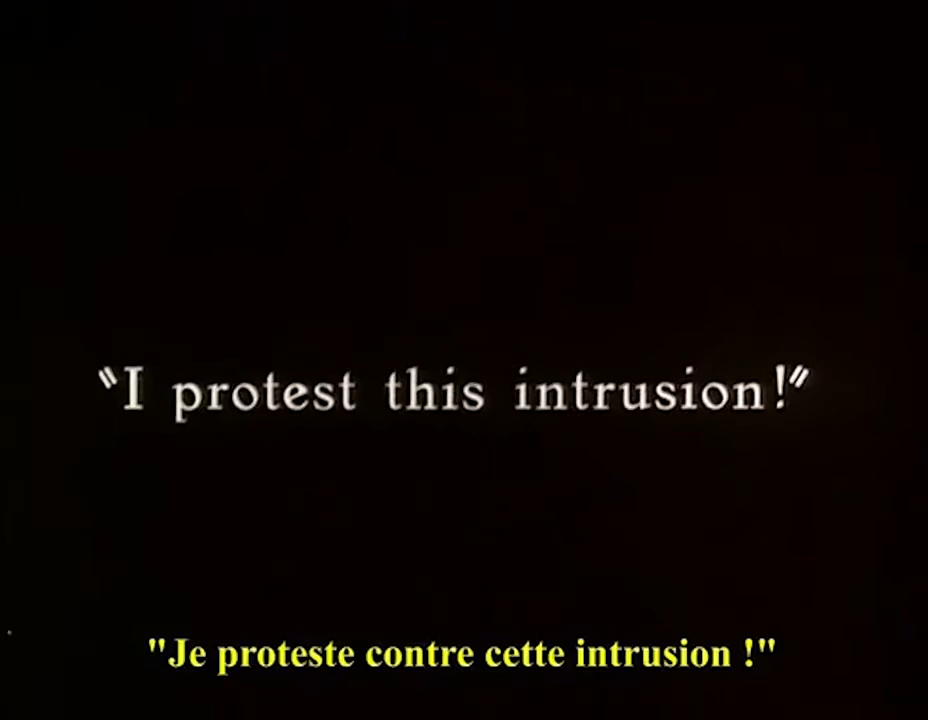 "I protest this intrusion!"
"Je proteste contre cette intrusion !"